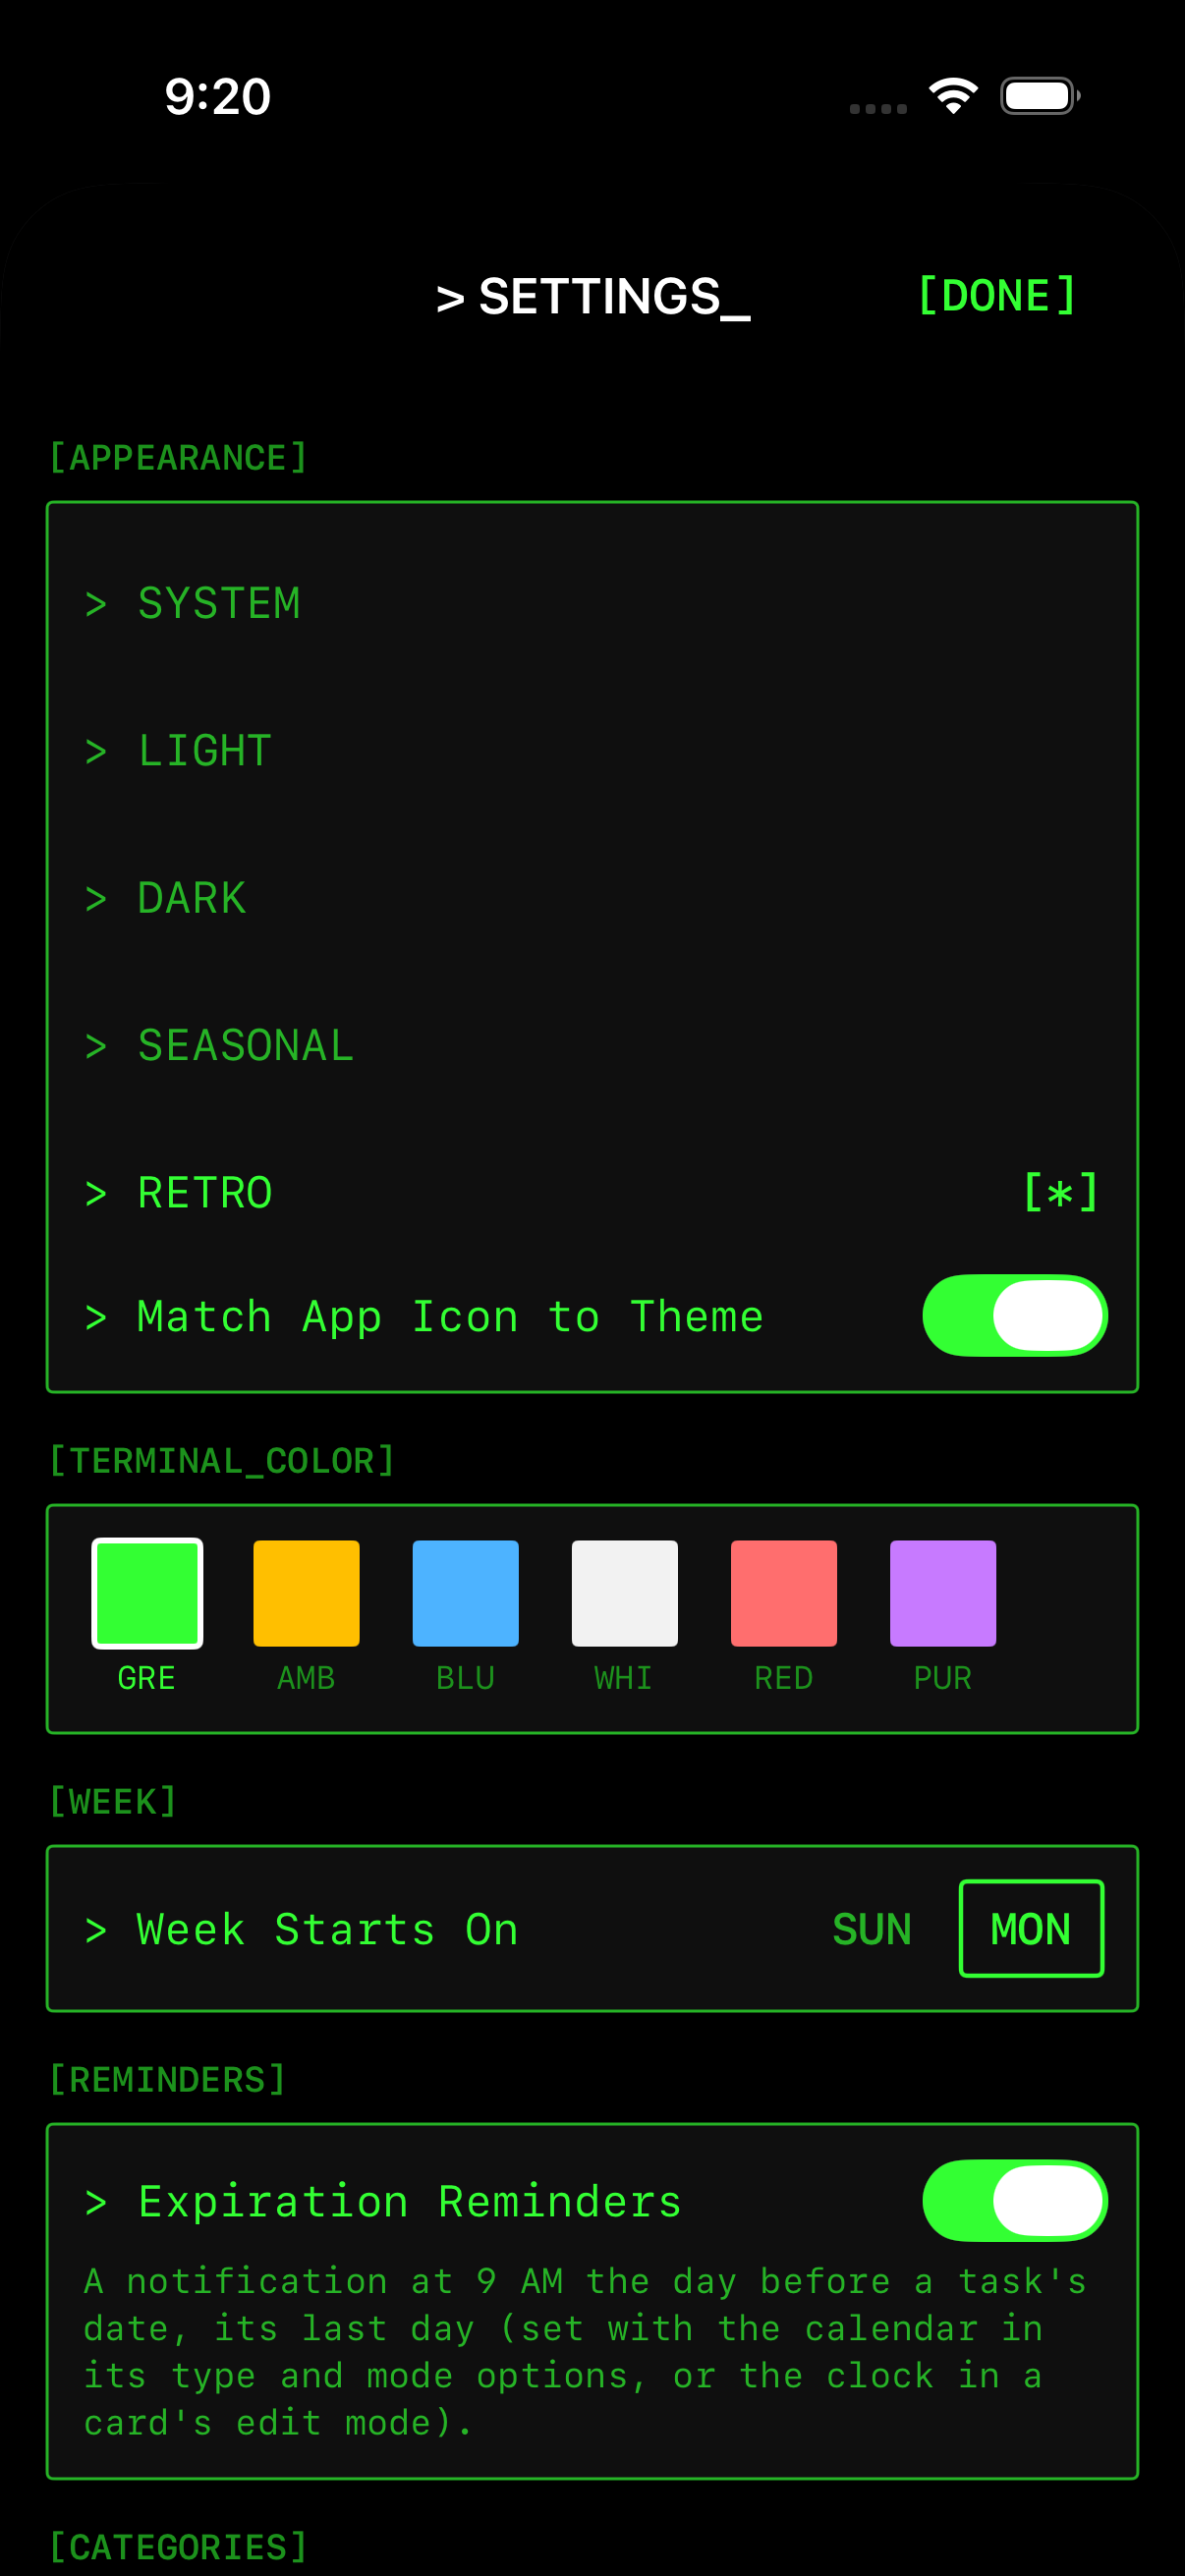 9:20
> SETTINGS_
[DONE]
[APPEARANCE]
> SYSTEM
> LIGHT
> DARK
> SEASONAL
> RETRO [*]
> Match App Icon to Theme
[TERMINAL_COLOR]
GRE AMB BLU WHI RED PUR
[WEEK]
> Week Starts On SUN MON
[REMINDERS]
> Expiration Reminders
A notification at 9 AM the day before a task's
date, its last day (set with the calendar in
its type and mode options, or the clock in a
card's edit mode).
[CATEGORIES]